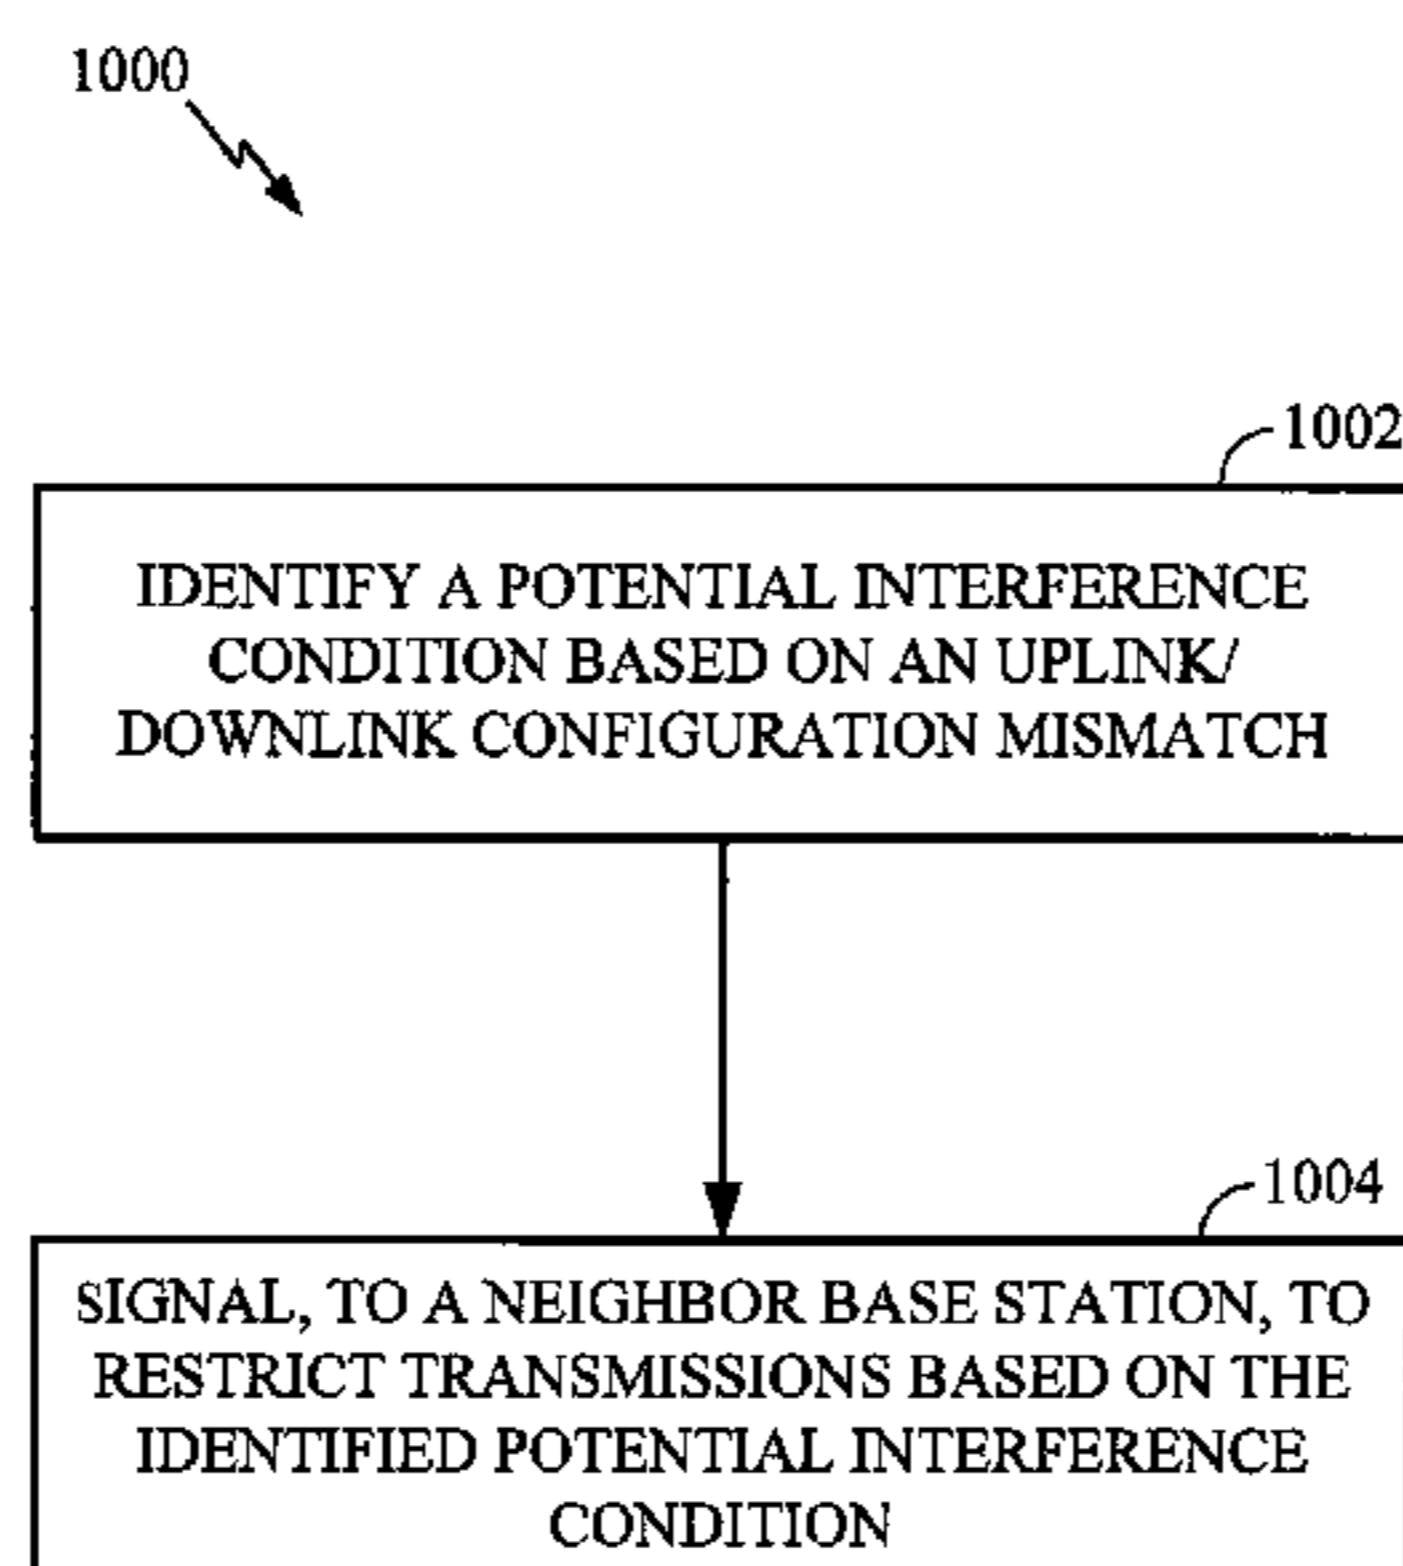 1000
1002
IDENTIFY A POTENTIAL INTERFERENCE
CONDITION BASED ON AN UPLINK/
DOWNLINK CONFIGURATION MISMATCH
1004
SIGNAL, TO A NEIGHBOR BASE STATION, TO
RESTRICT TRANSMISSIONS BASED ON THE
IDENTIFIED POTENTIAL INTERFERENCE
CONDITION